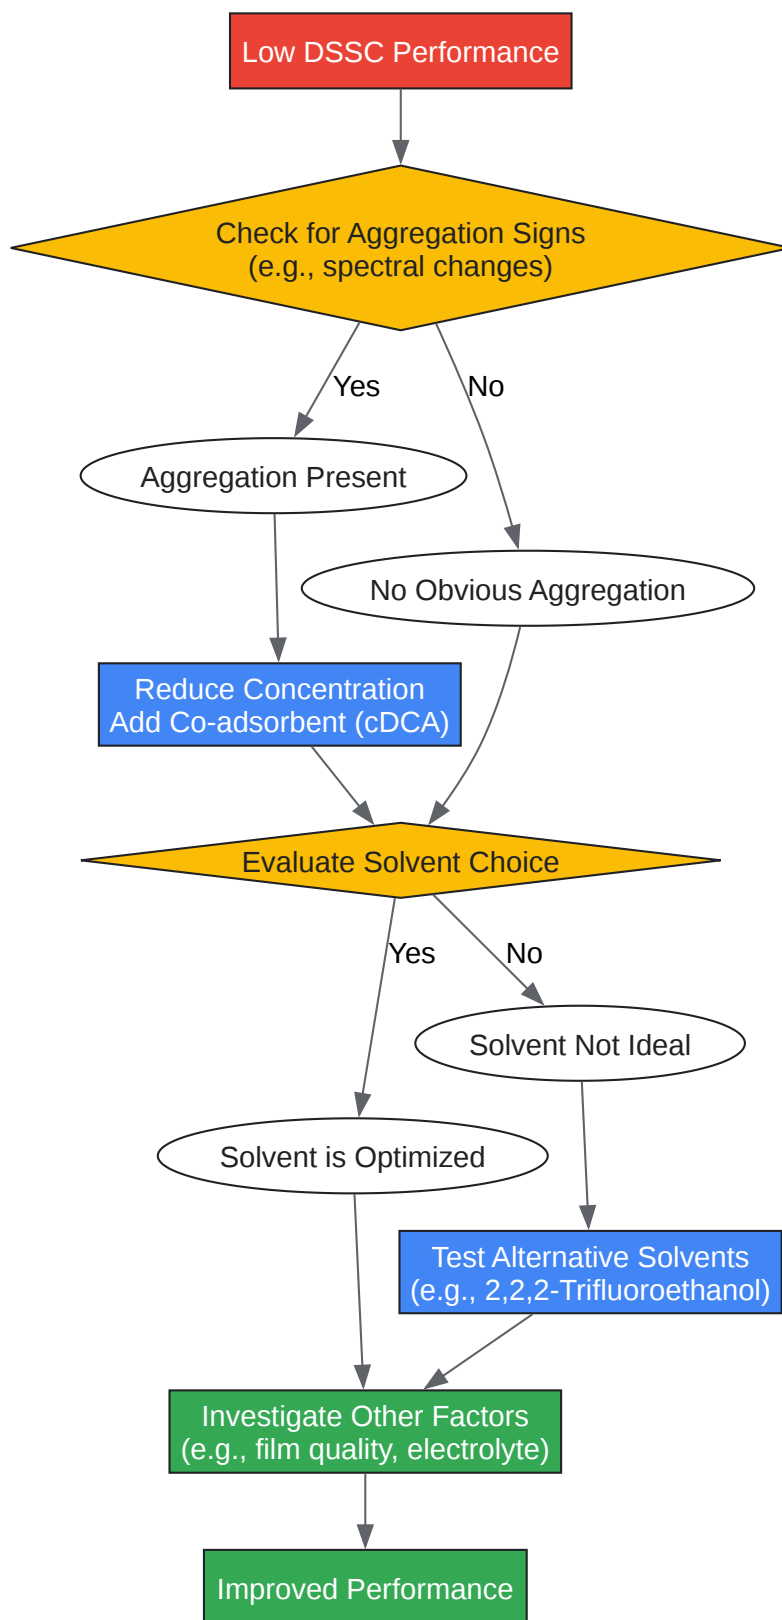 Low DSSC Performance
Check for Aggregation Signs
(e.g., spectral changes)
Yes
No
Aggregation Present
No Obvious Aggregation
Reduce Concentration
Add Co-adsorbent (cDCA)
Evaluate Solvent Choice
Yes
No
Solvent Not Ideal
Solvent is Optimized
Test Alternative Solvents
(e.g., 2,2,2-Trifluoroethanol)
Investigate Other Factors
(e.g., film quality, electrolyte)
Improved Performance